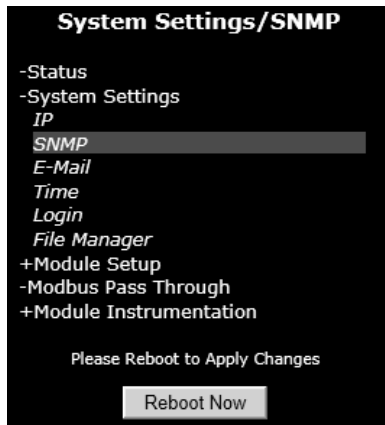 System Settings/SNMP
-Status
-System Settings
IP
SNMP
E-Mail
Time
Login
File Manager
+Module Setup
-Modbus Pass Through
+Module Instrumentation
Please Reboot to Apply Changes
Reboot Now